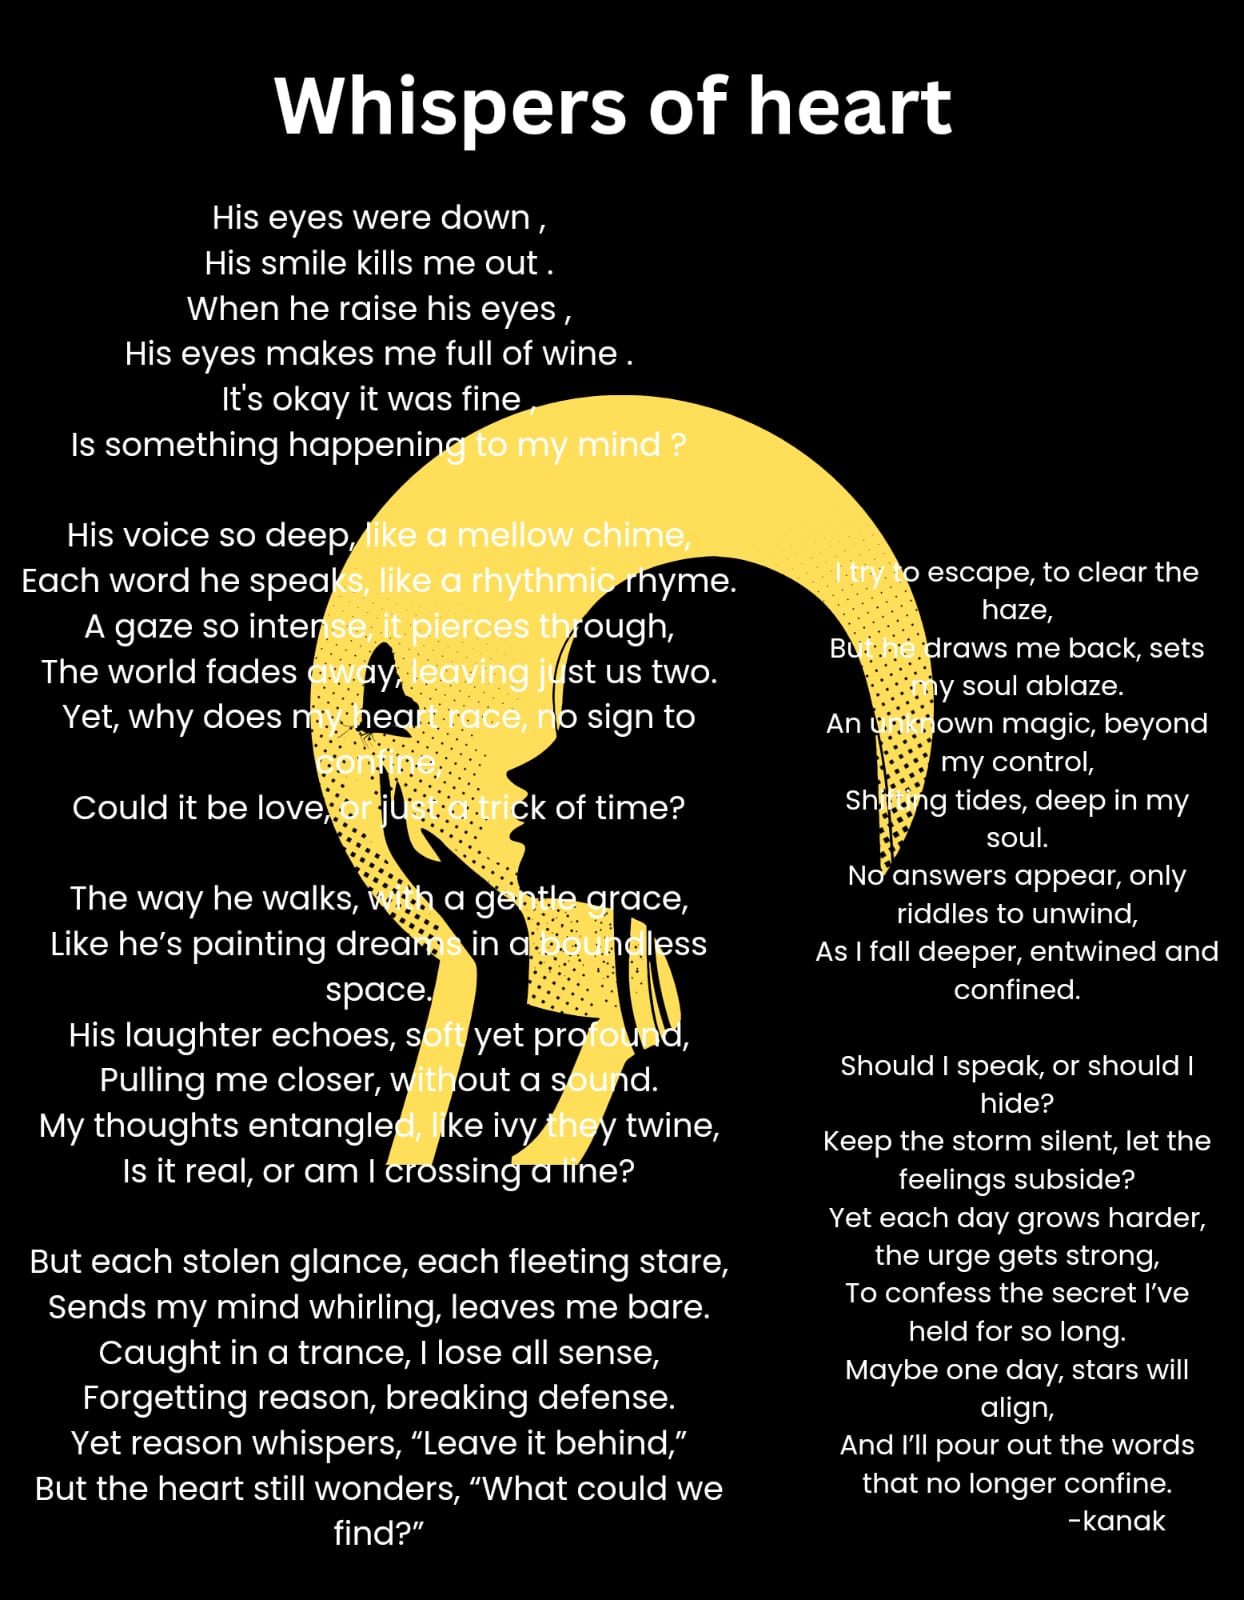 Whispers of heart
His eyes were down ,
His smile kills me out .
When he raise his eyes ,
His eyes makes me full of wine .
It's okay it was fine ,
Is something happening to my mind ?
His voice so deep, like a mellow chime,
Each word he speaks, like a rhythmic rhyme.
A gaze so intense, it pierces through,
The world fades away, leaving just us two.
Yet, why does my heart race, no sign to
confine,
Could it be love, or just a trick of time?
The way he walks, with a gentle grace,
Like he’s painting dreams in a boundless
space.
His laughter echoes, soft yet profound,
Pulling me closer, without a sound.
My thoughts entangled, like ivy they twine,
Is it real, or am I crossing a line?
But each stolen glance, each fleeting stare,
Sends my mind whirling, leaves me bare.
Caught in a trance, I lose all sense,
Forgetting reason, breaking defense.
Yet reason whispers, “Leave it behind,”
But the heart still wonders, “What could we
find?”
I try to escape, to clear the
haze,
But he draws me back, sets
my soul ablaze.
An unknown magic, beyond
my control,
Shifting tides, deep in my
soul.
No answers appear, only
riddles to unwind,
As I fall deeper, entwined and
confined.
Should I speak, or should I
hide?
Keep the storm silent, let the
feelings subside?
Yet each day grows harder,
the urge gets strong,
To confess the secret I’ve
held for so long.
Maybe one day, stars will
align,
And I’ll pour out the words
that no longer confine.
-kanak